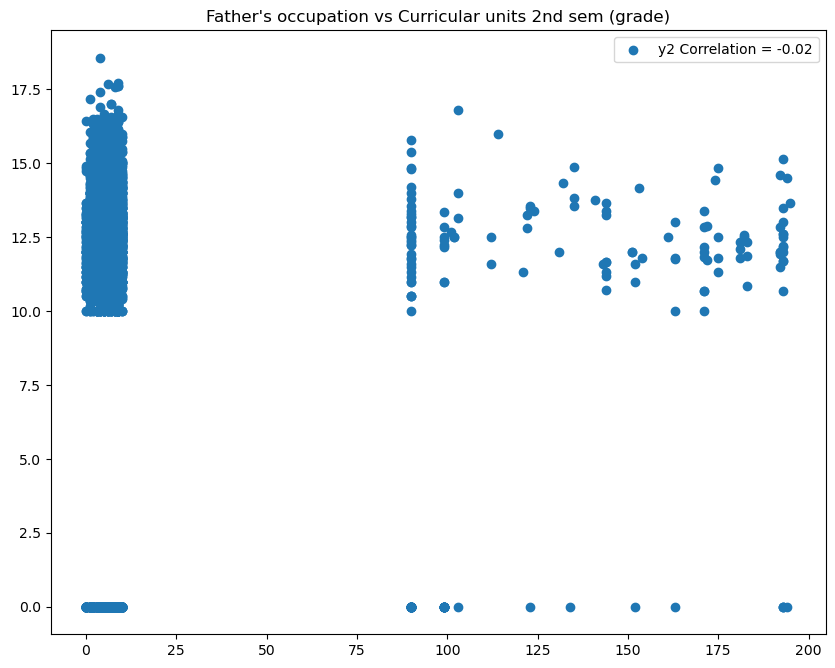 Father's occupation vs Curricular units 2nd sem (grade)
y2 Correlation = -0.02
17.5
15.0
12.5
10.0
7.5
5.0
2.5
0.0
0 25 50 75 100 125 150 175 200